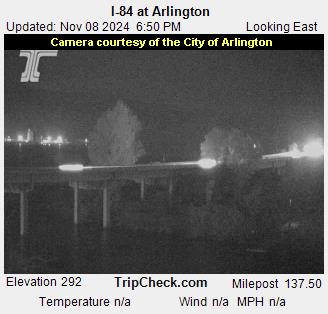 I-84 at Arlington
Updated: Nov 08 2024 6:50 PM Looking East
Camera courtesy of the City of Arlington
Elevation 292 TripCheck.com Milepost 137.50
Temperature n/a Wind n/a MPH n/a